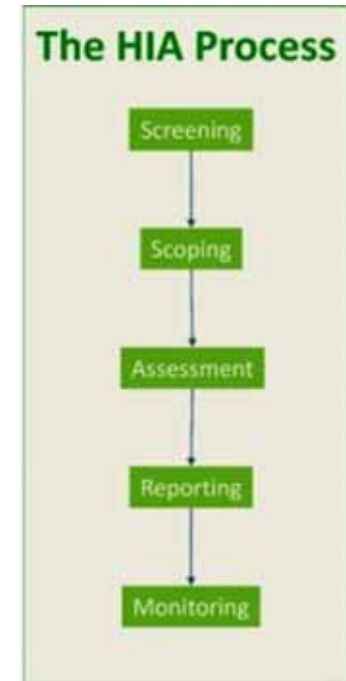 The HIA Process
Screening
Scoping
Assessment
Reporting
Monitoring